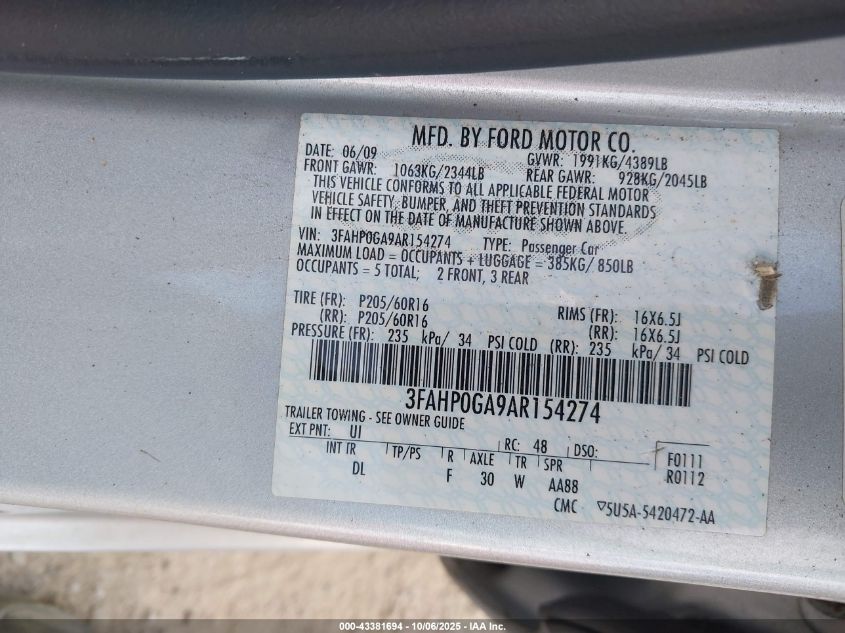 MFD. BY FORD MOTOR CO.
DATE: 06/09 GVWR: 1991KG/4389LB
FRONT GAWR: 1063KG/2344LB REAR GAWR: 928KG/2045LB
THIS VEHICLE CONFORMS TO ALL APPLICABLE FEDERAL MOTOR
VEHICLE SAFETY, BUMPER, AND THEFT PREVENTION STANDARDS
IN EFFECT ON THE DATE OF MANUFACTURE SHOWN ABOVE.
VIN: 3FAHP0GA9AR154274 TYPE: Passenger Car
MAXIMUM LOAD = OCCUPANTS + LUGGAGE = 385KG/ 850LB
OCCUPANTS = 5 TOTAL; 2 FRONT, 3 REAR
TIRE (FR): P205/60R16 RIMS (FR): 16X6.5J
(RR): P205/60R16 (RR): 16X6.5J
PRESSURE (FR): 235 kPa/ 34 PSI COLD (RR): 235 kPa/ 34 PSI COLD
3FAHP0GA9AR154274
TRAILER TOWING - SEE OWNER GUIDE
EXT PNT: UI RC: 48 DSO: F0111
INT TR TP/PS R AXLE TR SPR R0112
DL F 30 W AA88
CMC ▽5U5A-5420472-AA
000-43381694 - 10/06/2025 - IAA Inc.